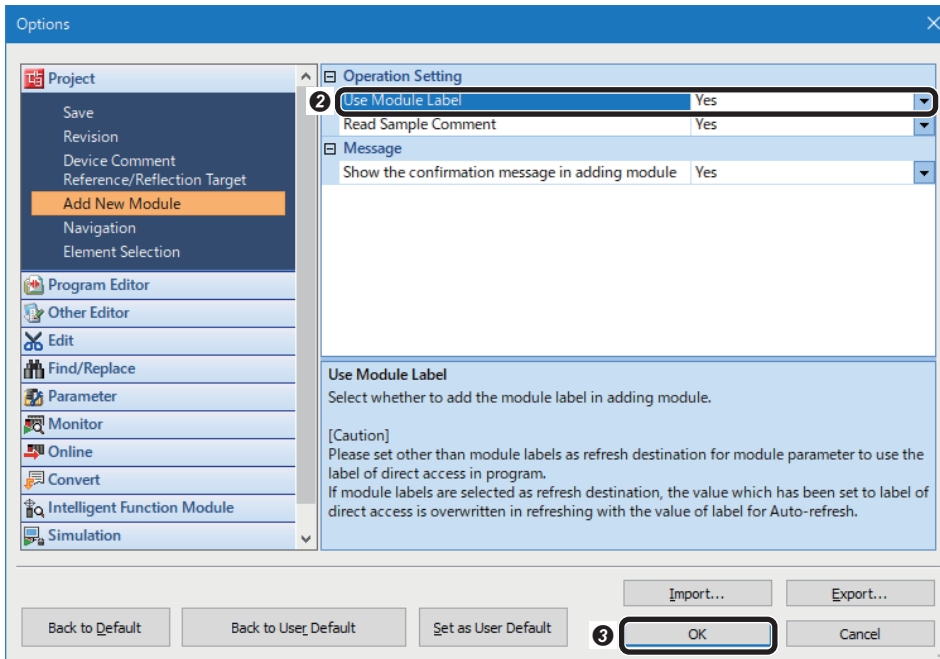 Options
Project
Save
Revision
Device Comment
Reference/Reflection Target
Add New Module
Navigation
Element Selection
Program Editor
Other Editor
Edit
Find/Replace
Parameter
Monitor
Online
Convert
Intelligent Function Module
Simulation
Operation Setting
❷ Use Module Label Yes
Read Sample Comment Yes
Message
Show the confirmation message in adding module Yes
Use Module Label
Select whether to add the module label in adding module.
[Caution]
Please set other than module labels as refresh destination for module parameter to use the
label of direct access in program.
If module labels are selected as refresh destination, the value which has been set to label of
direct access is overwritten in refreshing with the value of label for Auto-refresh.
Import... Export...
Back to Default Back to User Default Set as User Default ❸ OK Cancel